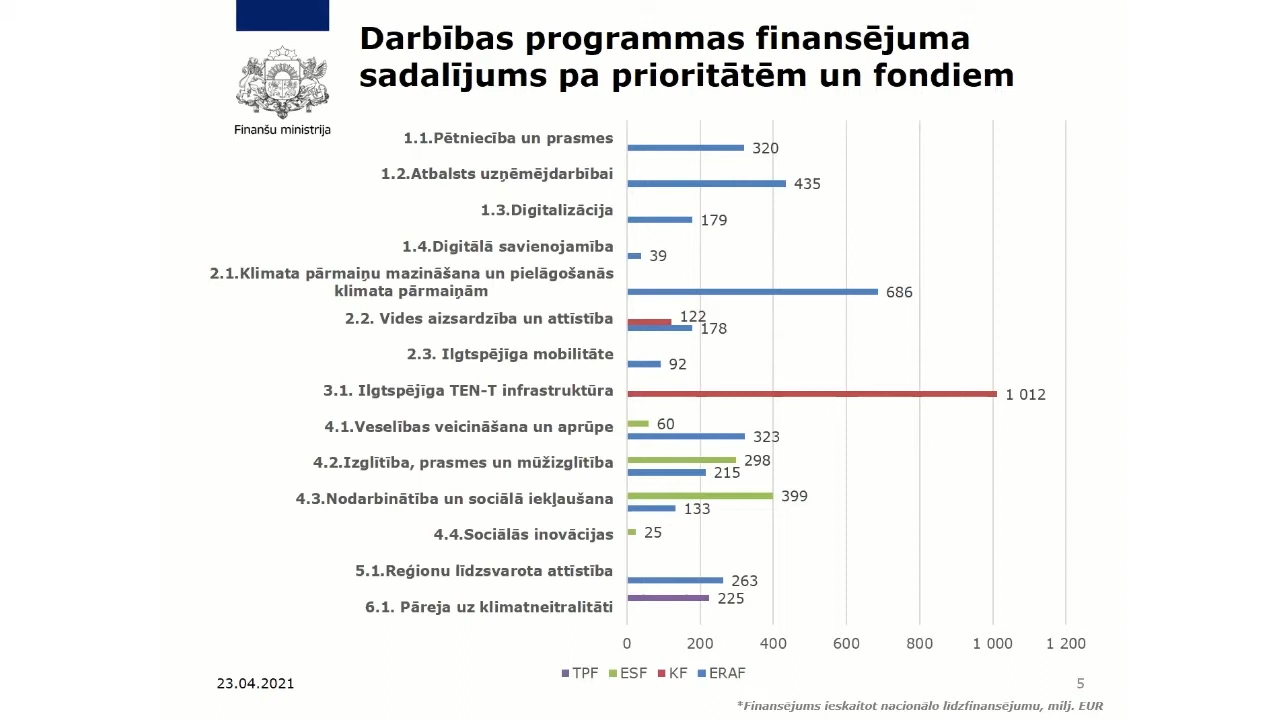 Darbības programmas finansējuma
sadalījums pa prioritātēm un fondiem
Finanšu ministrija
1.1.Pētniecība un prasmes
320
1.2.Atbalsts uzņēmējdarbībai
435
1.3.Digitalizācija
179
1.4.Digitālā savienojamība
39
2.1.Klimata pārmaiņu mazināšana un pielāgošanās
klimata pārmaiņām
686
2.2. Vides aizsardzība un attīstība
122
178
2.3. Ilgtspējīga mobilitāte
92
3.1. Ilgtspējīga TEN-T infrastruktūra
1 012
4.1.Veselības veicināšana un aprūpe
60
323
4.2.Izglītība, prasmes un mūžizglītība
298
215
4.3.Nodarbinātība un sociālā iekļaušana
399
133
4.4.Sociālās inovācijas
25
5.1.Reģionu līdzsvarota attīstība
263
6.1. Pāreja uz klimatneitralitāti
225
0 200 400 600 800 1 000 1 200
TPF ESF KF ERAF
23.04.2021
5
*Finansējums ieskaitot nacionālo līdzfinansējumu, milj. EUR